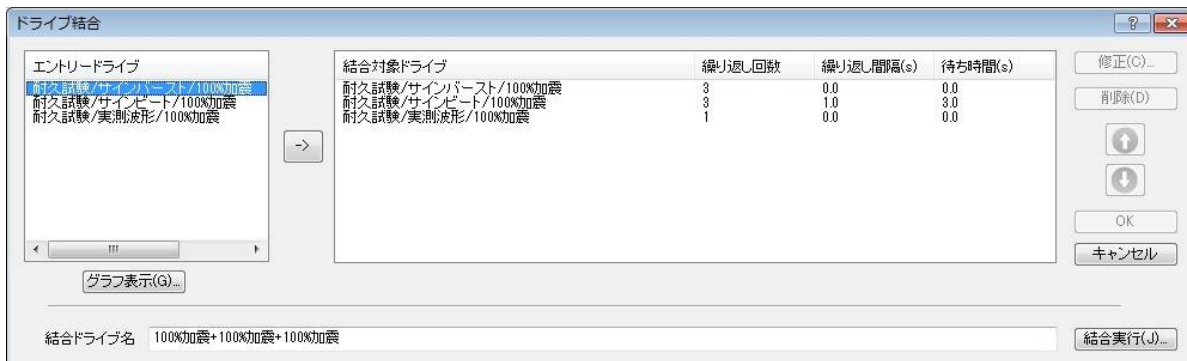 ドライブ結合
エントリードライブ
耐久試験/サインバースト/100%加震
耐久試験/サインビート/100%加震
耐久試験/実測波形/100%加震
->
グラフ表示(G)...
結合対象ドライブ 繰り返し回数 繰り返し間隔(s) 待ち時間(s)
耐久試験/サインバースト/100%加震 3 0.0 0.0
耐久試験/サインビート/100%加震 3 1.0 3.0
耐久試験/実測波形/100%加震 1 0.0 0.0
修正(C)...
削除(D)
OK
キャンセル
結合ドライブ名 100%加震+100%加震+100%加震
結合実行(J)...